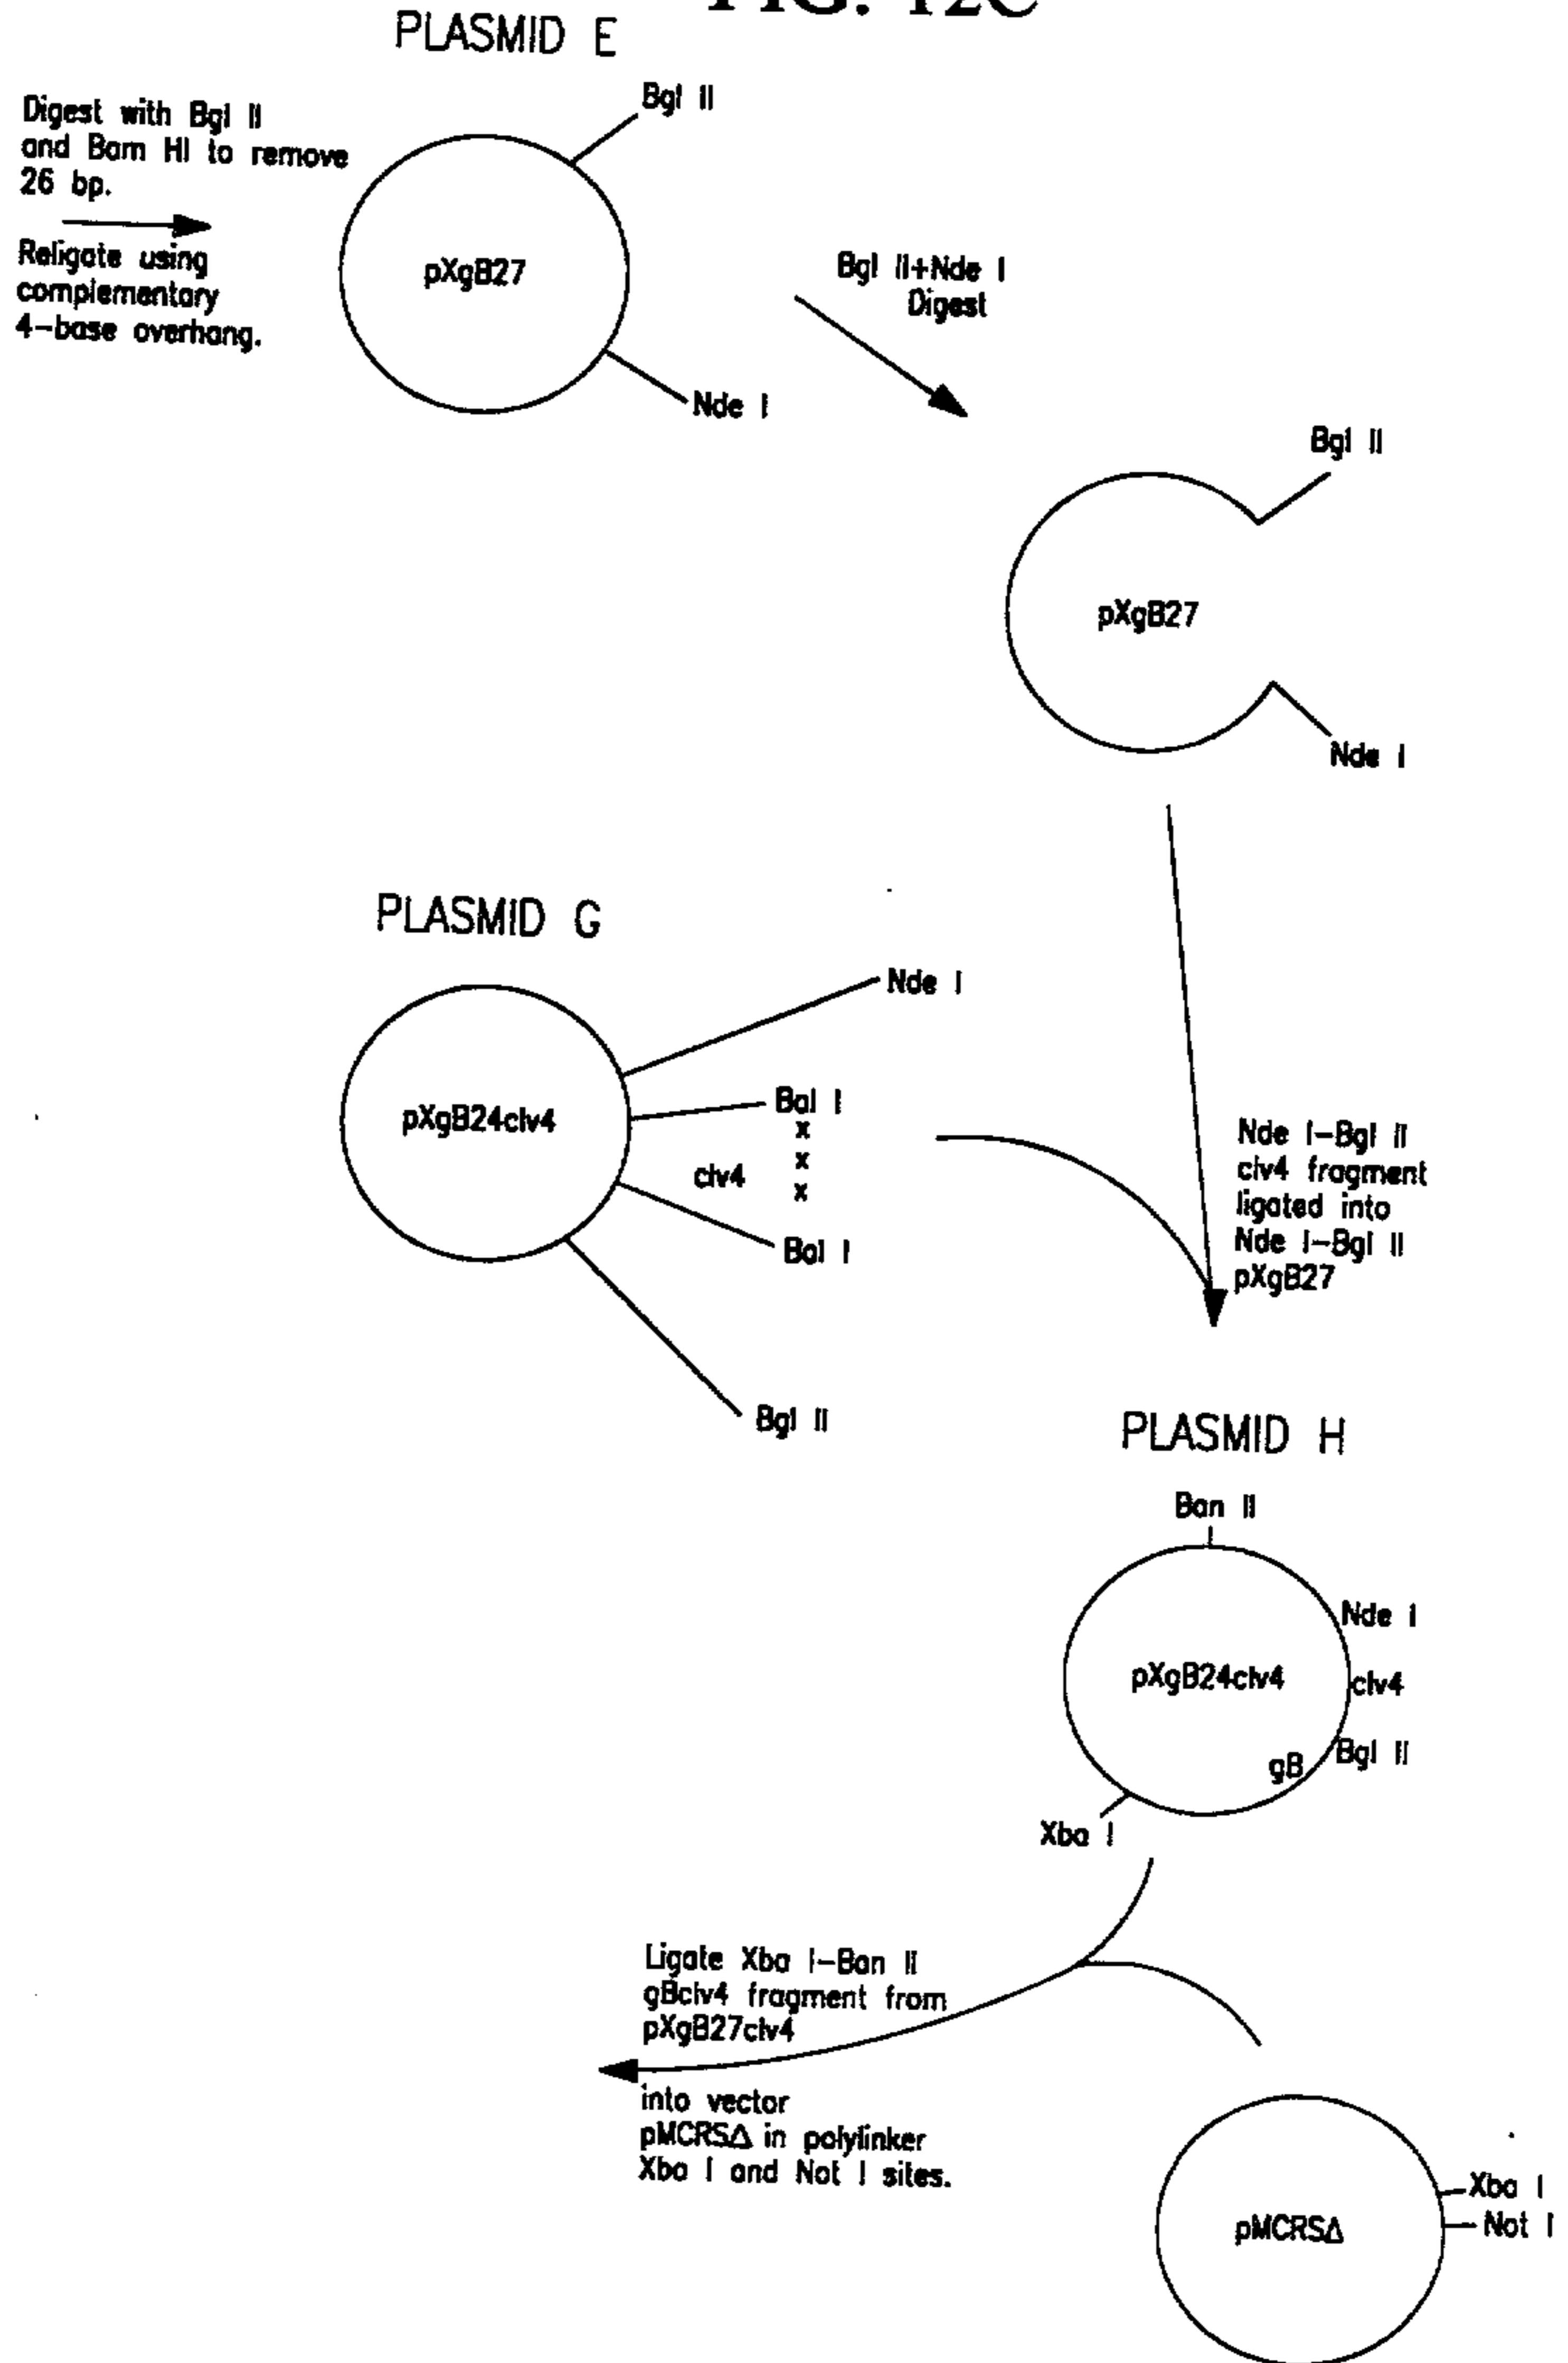 FIG. 12C
PLASMID E
Digest with Bgl II
and Bam HI to remove
26 bp.
Religate using
complementary
4-base overhang.
Bgl II
pXgB27
Nde I
Bgl II+Nde I
Digest
Bgl II
pXgB27
Nde I
PLASMID G
Nde I
pXgB24clv4
Bal I
x
clv4
x
x
Bal I
Bgl II
Nde I-Bgl II
clv4 fragment
ligated into
Nde I-Bgl II
pXgB27
PLASMID H
Ban II
Nde I
pXgB24clv4
clv4
Bgl II
gB
Xba I
Ligate Xba I-Ban II
gBclv4 fragment from
pXgB27clv4
into vector
pMCRSΔ in polylinker
Xba I and Not I sites.
Xba I
pMCRSΔ
Not I